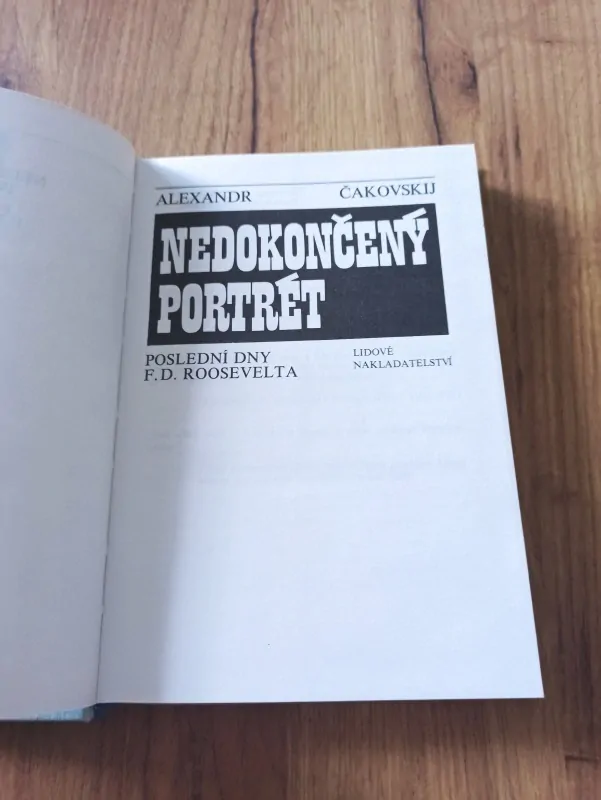 ALEXANDR ČAKOVSKIJ
NEDOKONČENÝ
PORTRÉT
POSLEDNÍ DNY
F. D. ROOSEVELTA
LIDOVÉ
NAKLADATELSTVÍ